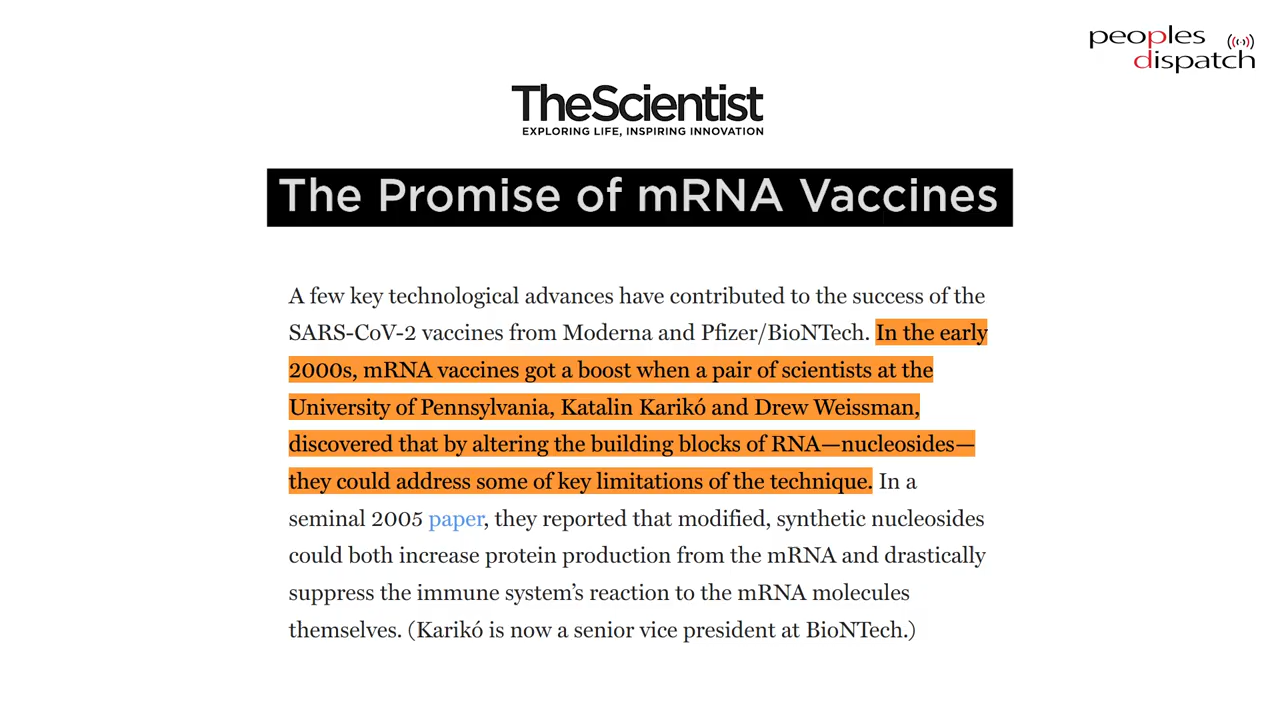 peoples
dispatch
TheScientist
EXPLORING LIFE, INSPIRING INNOVATION
The Promise of mRNA Vaccines
A few key technological advances have contributed to the success of the
SARS-CoV-2 vaccines from Moderna and Pfizer/BioNTech. In the early
2000s, mRNA vaccines got a boost when a pair of scientists at the
University of Pennsylvania, Katalin Karikó and Drew Weissman,
discovered that by altering the building blocks of RNA—nucleosides—
they could address some of key limitations of the technique. In a
seminal 2005 paper, they reported that modified, synthetic nucleosides
could both increase protein production from the mRNA and drastically
suppress the immune system’s reaction to the mRNA molecules
themselves. (Karikó is now a senior vice president at BioNTech.)